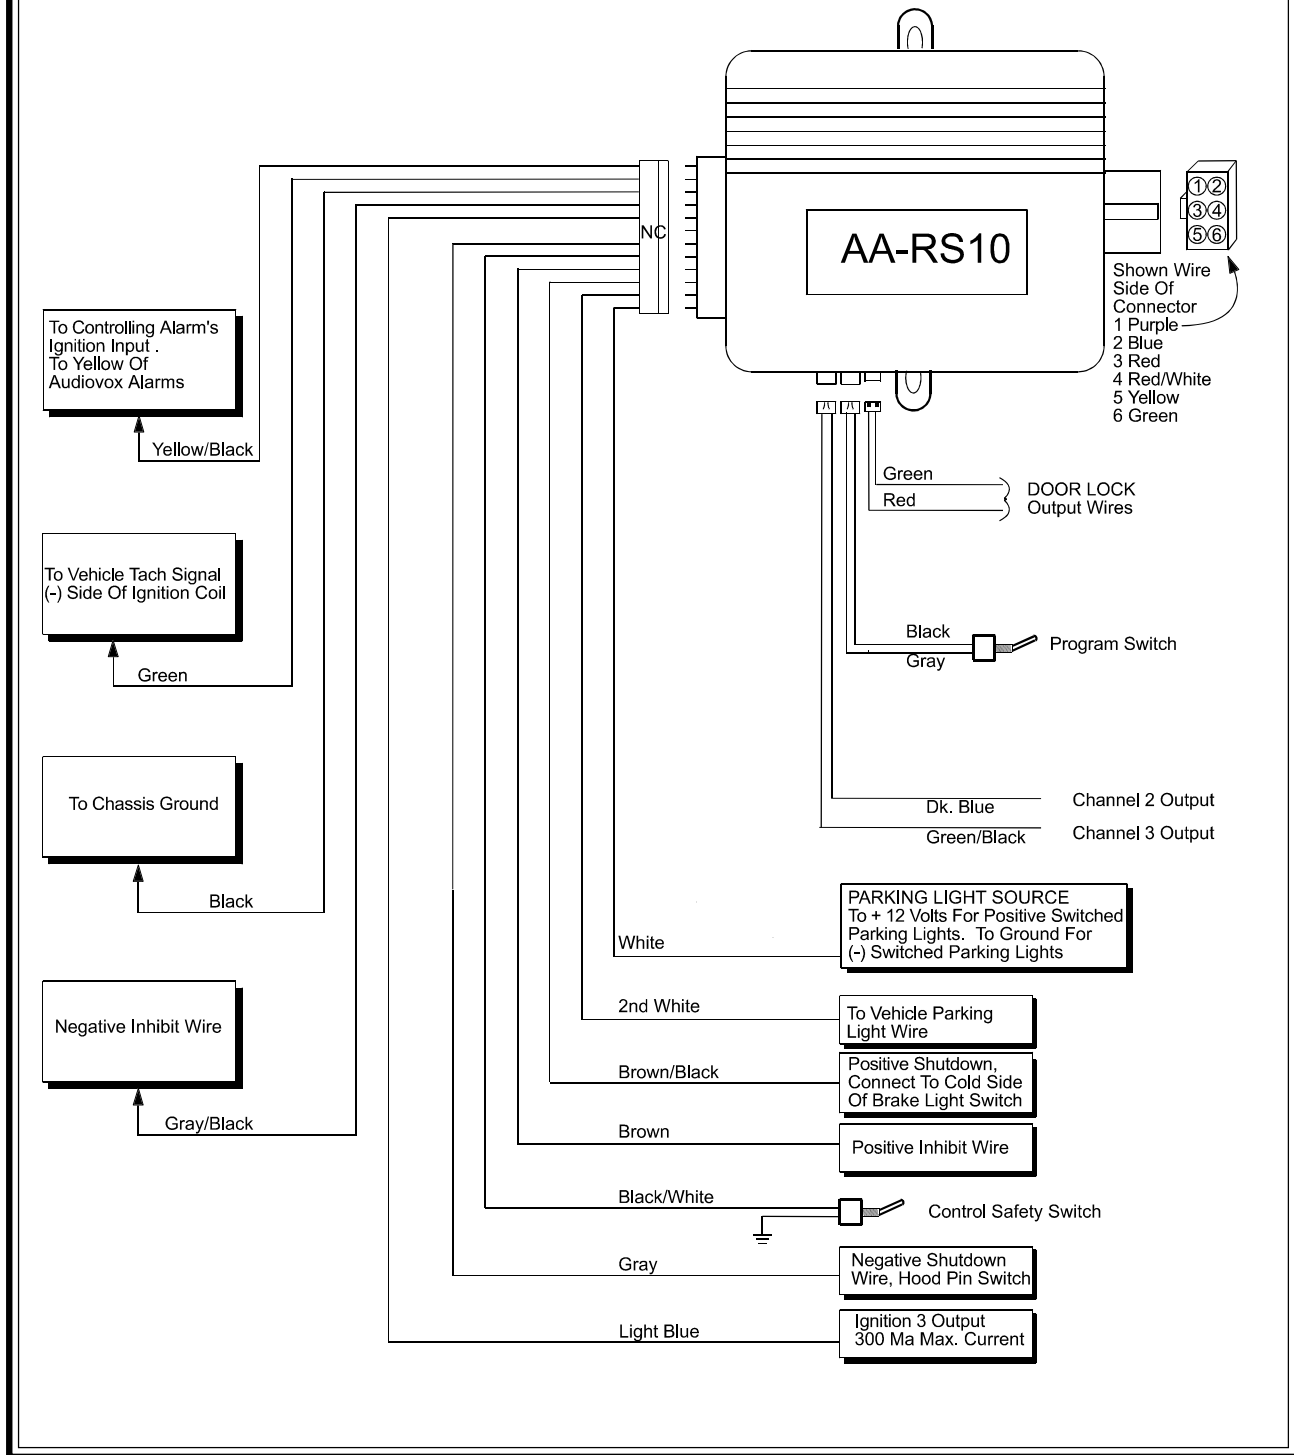 AA-RS10
NC
1 2
3 4
5 6
Shown Wire
Side Of
Connector
1 Purple
2 Blue
3 Red
4 Red/White
5 Yellow
6 Green
To Controlling Alarm's
Ignition Input .
To Yellow Of
Audiovox Alarms
Yellow/Black
Green
Red
DOOR LOCK
Output Wires
To Vehicle Tach Signal
(-) Side Of Ignition Coil
Green
Black
Gray
Program Switch
To Chassis Ground
Black
Dk. Blue
Channel 2 Output
Green/Black
Channel 3 Output
White
PARKING LIGHT SOURCE
To + 12 Volts For Positive Switched
Parking Lights. To Ground For
(-) Switched Parking Lights
Negative Inhibit Wire
Gray/Black
2nd White
To Vehicle Parking
Light Wire
Brown/Black
Positive Shutdown,
Connect To Cold Side
Of Brake Light Switch
Brown
Positive Inhibit Wire
Black/White
Control Safety Switch
Gray
Negative Shutdown
Wire, Hood Pin Switch
Light Blue
Ignition 3 Output
300 Ma Max. Current